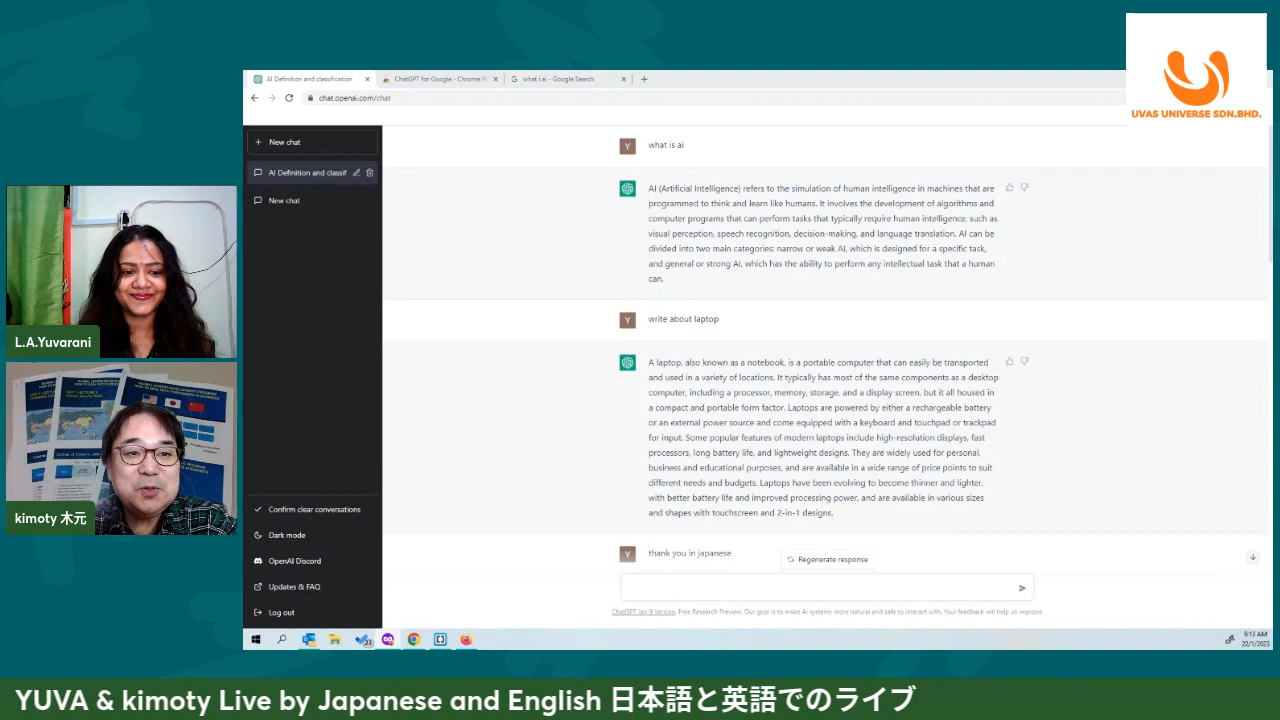 UVAS UNIVERSE SDN.BHD.
AI Definition and classification
ChatGPT for Google - Chrome W
what i ai - Google Search
chat.openai.com/chat
New chat
AI Definition and classif
New chat
Confirm clear conversations
Dark mode
OpenAI Discord
Updates & FAQ
Log out
Y
what is ai
AI (Artificial Intelligence) refers to the simulation of human intelligence in machines that are
programmed to think and learn like humans. It involves the development of algorithms and
computer programs that can perform tasks that typically require human intelligence, such as
visual perception, speech recognition, decision-making, and language translation. AI can be
divided into two main categories: narrow or weak AI, which is designed for a specific task,
and general or strong AI, which has the ability to perform any intellectual task that a human
can.
Y
write about laptop
A laptop, also known as a notebook, is a portable computer that can easily be transported
and used in a variety of locations. It typically has most of the same components as a desktop
computer, including a processor, memory, storage, and a display screen, but it all housed in
a compact and portable form factor. Laptops are powered by either a rechargeable battery
or an external power source and come equipped with a keyboard and touchpad or trackpad
for input. Some popular features of modern laptops include high-resolution displays, fast
processors, long battery life, and lightweight designs. They are widely used for personal,
business and educational purposes, and are available in a wide range of price points to suit
different needs and budgets. Laptops have been evolving to become thinner and lighter,
with better battery life and improved processing power, and are available in various sizes
and shapes with touchscreen and 2-in-1 designs.
Y
thank you in japanese
Regenerate response
ChatGPT Jan 9 Version. Free Research Preview. Our goal is to make AI systems more natural and safe to interact with. Your feedback will help us improve.
23
9:13 AM
22/1/2023
L.A.Yuvarani
GLOBAL LEADER DEVELOPMENT PROGRAM
kimoty 木元
YUVA & kimoty Live by Japanese and English 日本語と英語でのライブ